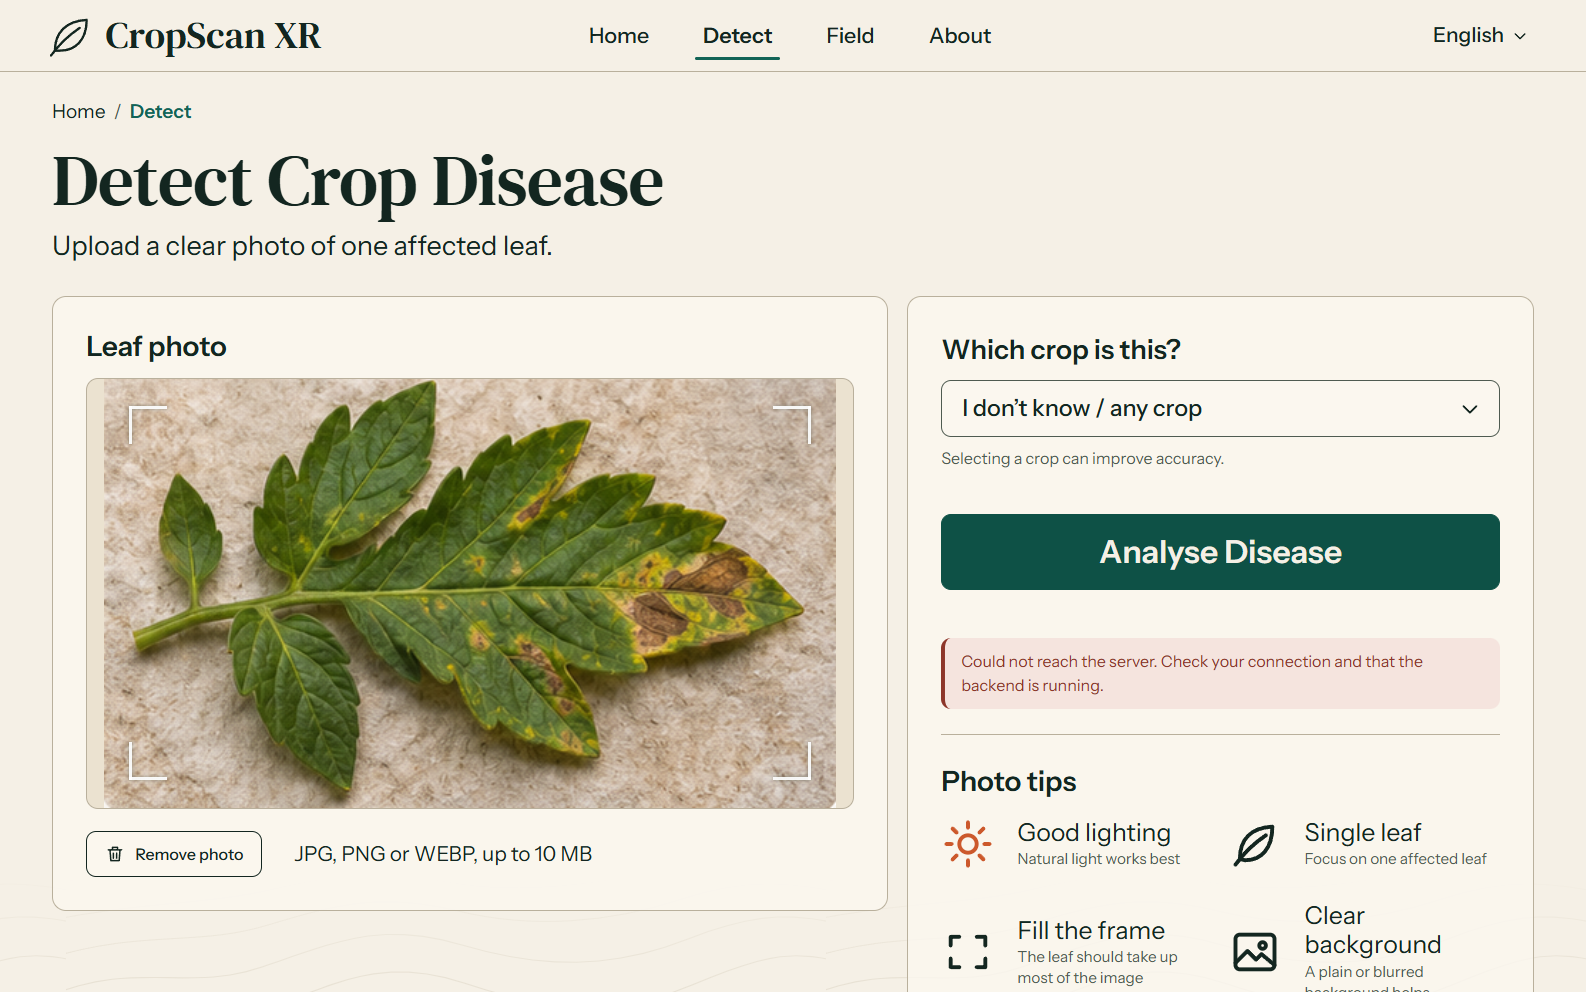 CropScan XR
Home
Detect
Field
About
English
Home / Detect
Detect Crop Disease
Upload a clear photo of one affected leaf.
Leaf photo
Remove photo
JPG, PNG or WEBP, up to 10 MB
Which crop is this?
I don’t know / any crop
Selecting a crop can improve accuracy.
Analyse Disease
Could not reach the server. Check your connection and that the
backend is running.
Photo tips
Good lighting
Natural light works best
Single leaf
Focus on one affected leaf
Fill the frame
The leaf should take up
most of the image
Clear
background
A plain or blurred
background helps